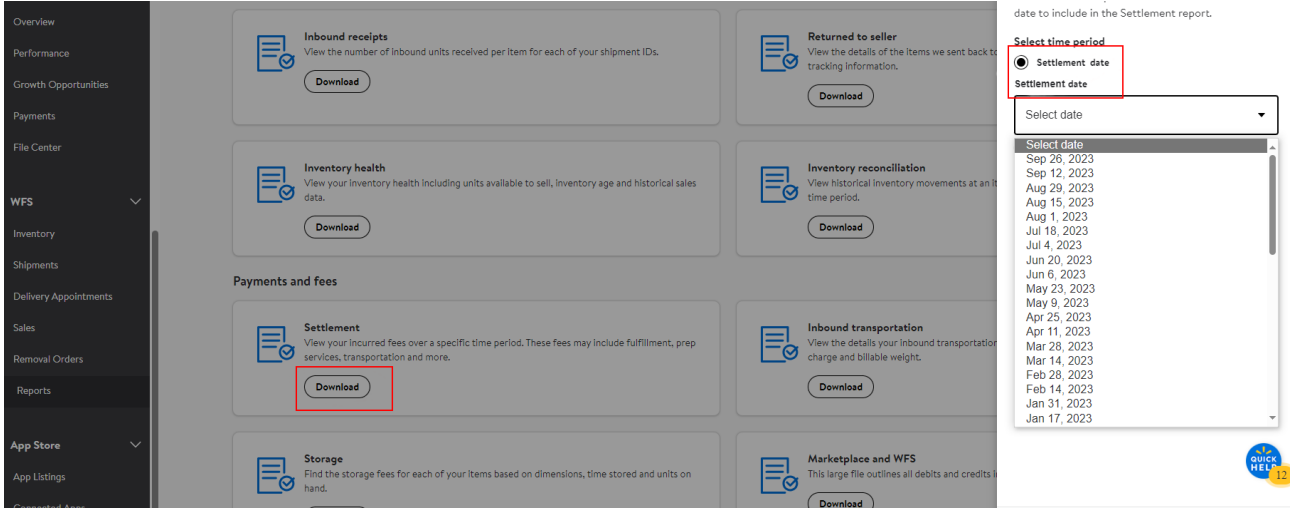 Overview
Performance
Growth Opportunities
Payments
File Center
WFS
Inventory
Shipments
Delivery Appointments
Sales
Removal Orders
Reports
App Store
App Listings
Connected Apps
Inbound receipts
View the number of inbound units received per item for each of your shipment IDs.
Download
Returned to seller
View the details of the items we sent back to
tracking information.
Download
Inventory health
View your inventory health including units available to sell, inventory age and historical sales
data.
Download
Inventory reconciliation
View historical inventory movements at an it
time period.
Download
Payments and fees
Settlement
View your incurred fees over a specific time period. These fees may include fulfillment, prep
services, transportation and more.
Download
Inbound transportation
View the details your inbound transportation
charge and billable weight.
Download
Storage
Find the storage fees for each of your items based on dimensions, time stored and units on
hand.
Marketplace and WFS
This large file outlines all debits and credits i
Download
date to include in the Settlement report.
Select time period
Settlement date
Settlement date
Select date
Select date
Sep 26, 2023
Sep 12, 2023
Aug 29, 2023
Aug 15, 2023
Aug 1, 2023
Jul 18, 2023
Jul 4, 2023
Jun 20, 2023
Jun 6, 2023
May 23, 2023
May 9, 2023
Apr 25, 2023
Apr 11, 2023
Mar 28, 2023
Mar 14, 2023
Feb 28, 2023
Feb 14, 2023
Jan 31, 2023
Jan 17, 2023
QUICK
HELP
12